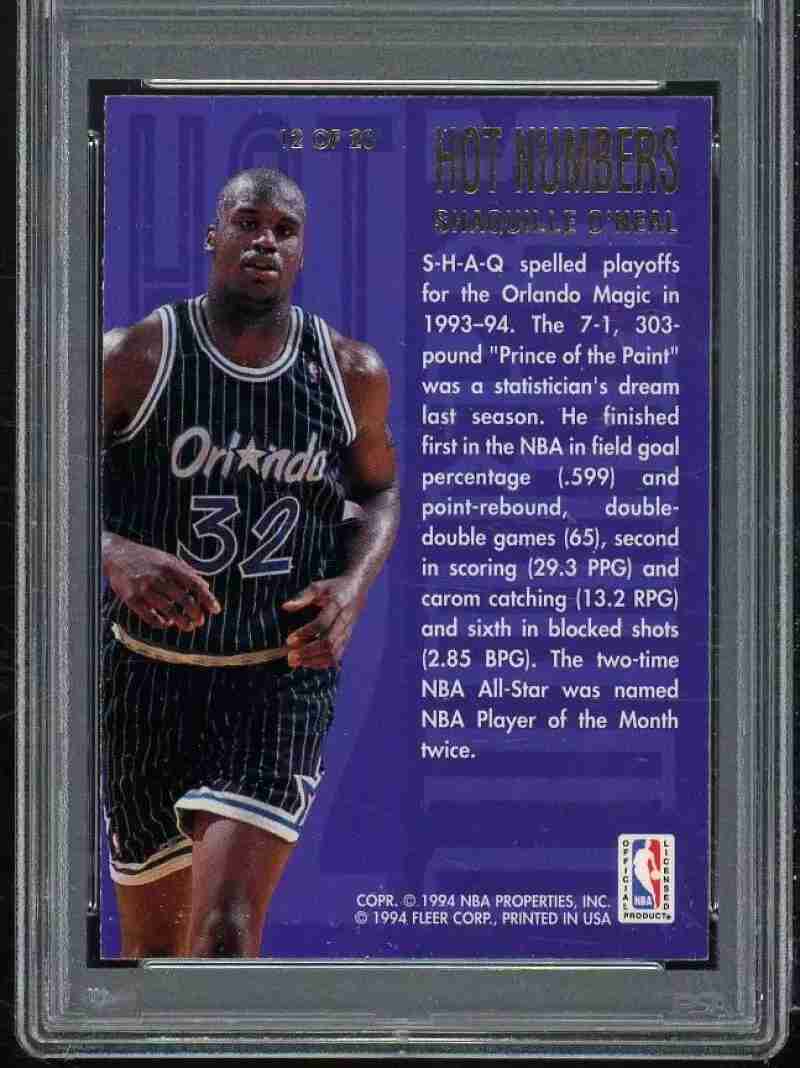 12 OF 20
HOT NUMBERS
SHAQUILLE O'NEAL
S-H-A-Q spelled playoffs
for the Orlando Magic in
1993–94. The 7-1, 303-
pound "Prince of the Paint"
was a statistician's dream
last season. He finished
first in the NBA in field goal
percentage (.599) and
point-rebound, double-
double games (65), second
in scoring (29.3 PPG) and
carom catching (13.2 RPG)
and sixth in blocked shots
(2.85 BPG). The two-time
NBA All-Star was named
NBA Player of the Month
twice.
Orlando
32
OFFICIAL
LICENSED
NBA
PRODUCT®
COPR. © 1994 NBA PROPERTIES, INC.
© 1994 FLEER CORP., PRINTED IN USA
PSA